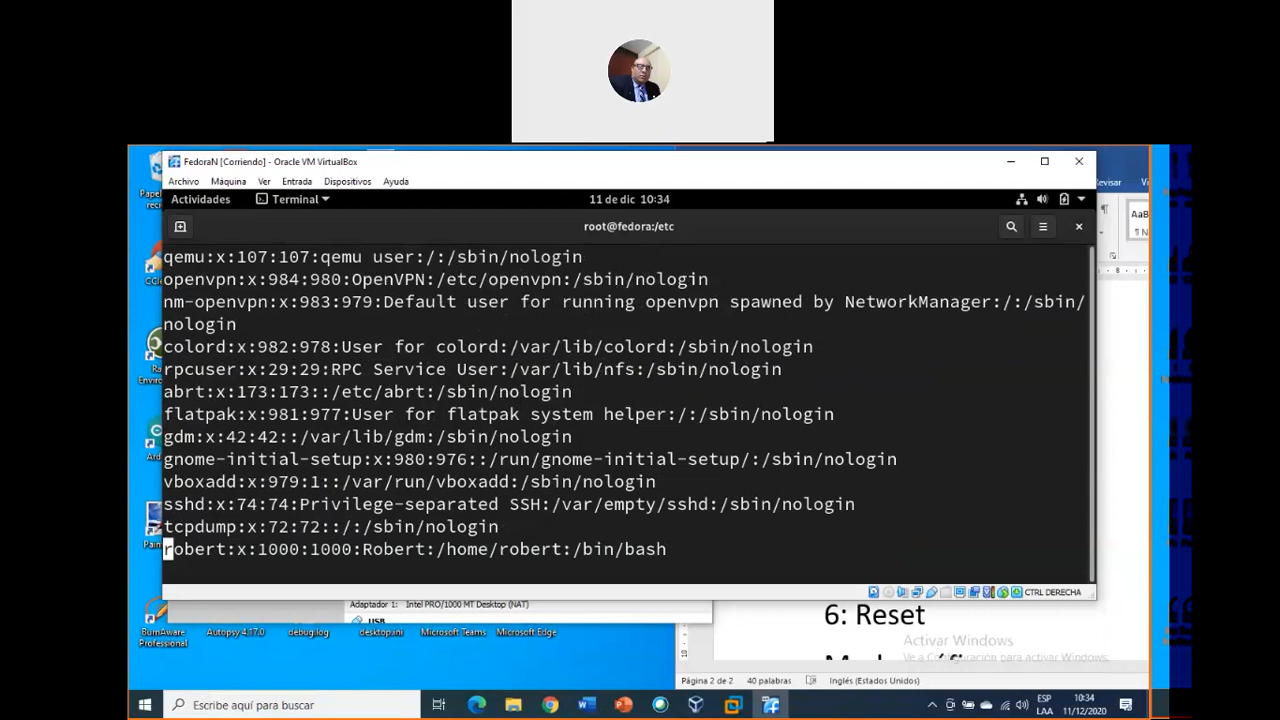 FedoraN [Corriendo] - Oracle VM VirtualBox
Archivo Máquina Ver Entrada Dispositivos Ayuda
Actividades Terminal 11 de dic 10:34
root@fedora:/etc
qemu:x:107:107:qemu user:/:/sbin/nologin
openvpn:x:984:980:OpenVPN:/etc/openvpn:/sbin/nologin
nm-openvpn:x:983:979:Default user for running openvpn spawned by NetworkManager:/:/sbin/
nologin
colord:x:982:978:User for colord:/var/lib/colord:/sbin/nologin
rpcuser:x:29:29:RPC Service User:/var/lib/nfs:/sbin/nologin
abrt:x:173:173::/etc/abrt:/sbin/nologin
flatpak:x:981:977:User for flatpak system helper:/:/sbin/nologin
gdm:x:42:42::/var/lib/gdm:/sbin/nologin
gnome-initial-setup:x:980:976::/run/gnome-initial-setup/:/sbin/nologin
vboxadd:x:979:1::/var/run/vboxadd:/sbin/nologin
sshd:x:74:74:Privilege-separated SSH:/var/empty/sshd:/sbin/nologin
tcpdump:x:72:72::/:/sbin/nologin
robert:x:1000:1000:Robert:/home/robert:/bin/bash
CTRL DERECHA
Adaptador 1: Intel PRO/1000 MT Desktop (NAT)
USB
Revisar
BurnAware
Professional
Autopsy 4.17.0
debug.log
desktop.ini
Microsoft Teams
Microsoft Edge
6: Reset
Activar Windows
Ve a Configuración para activar Windows.
Página 2 de 2 40 palabras Inglés (Estados Unidos)
Escribe aquí para buscar
ESP
LAA
10:34
11/12/2020